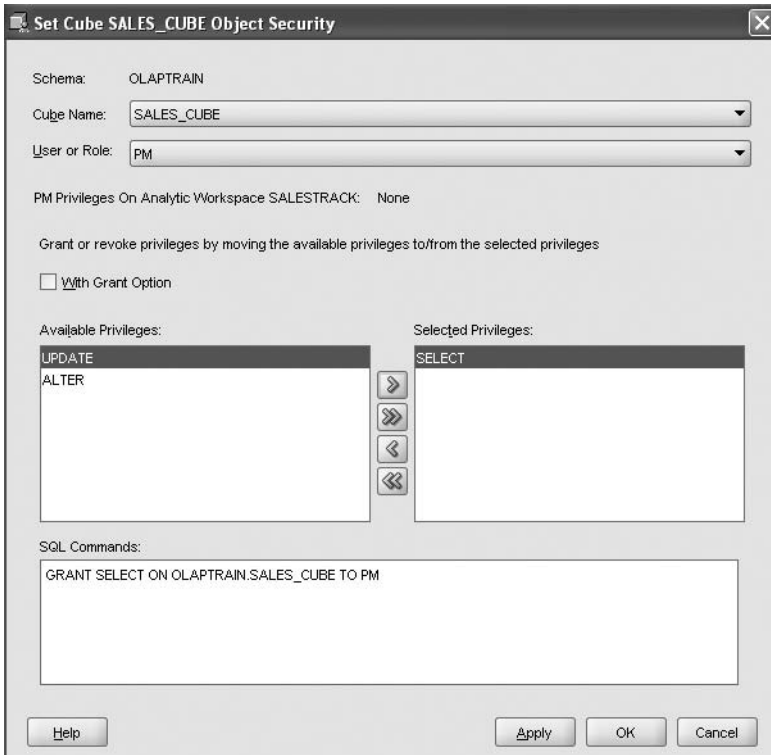 Set Cube SALES_CUBE Object Security
Schema: OLAPTRAIN
Cube Name: SALES_CUBE
User or Role: PM
PM Privileges On Analytic Workspace SALESTRACK: None
Grant or revoke privileges by moving the available privileges to/from the selected privileges
With Grant Option
Available Privileges: Selected Privileges:
UPDATE SELECT
ALTER
SQL Commands:
GRANT SELECT ON OLAPTRAIN.SALES_CUBE TO PM
Help Apply OK Cancel